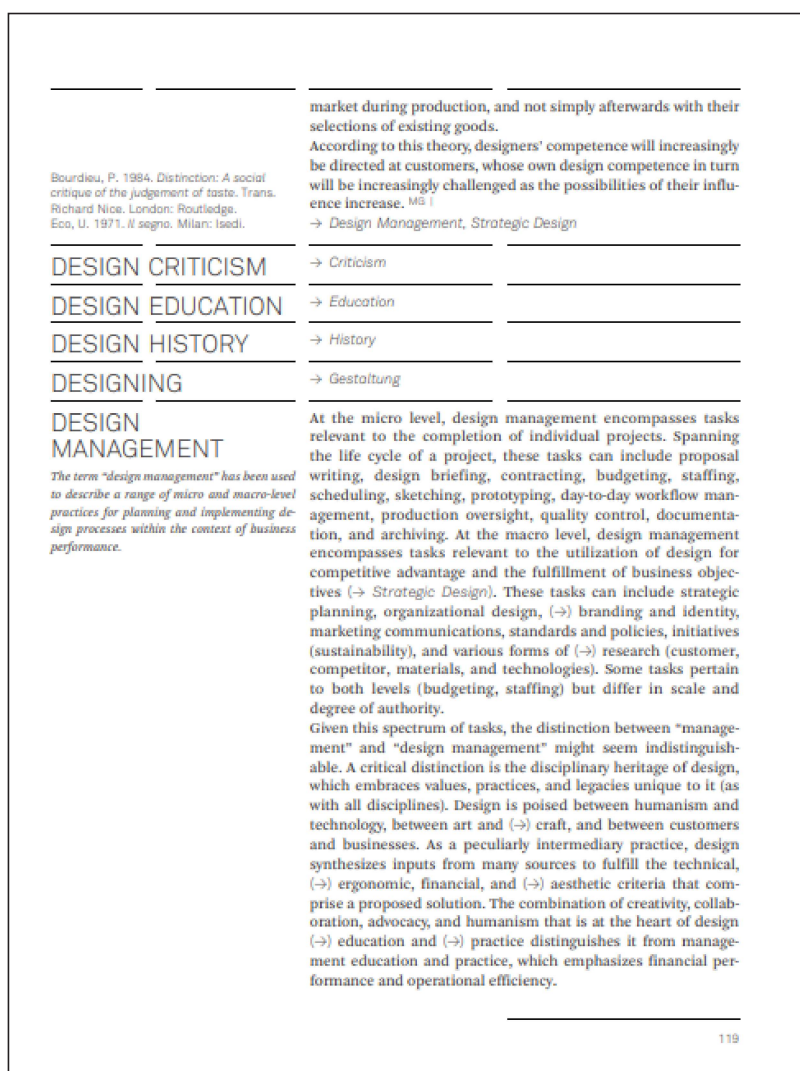 market during production, and not simply afterwards with their
selections of existing goods.
According to this theory, designers' competence will increasingly
be directed at customers, whose own design competence in turn
will be increasingly challenged as the possibilities of their influ-
ence increase. MG |
→ Design Management, Strategic Design
Bourdieu, P. 1984. Distinction: A social
critique of the judgement of taste. Trans.
Richard Nice. London: Routledge.
Eco, U. 1971. Il segno. Milan: Isedi.
DESIGN CRITICISM
→ Criticism
DESIGN EDUCATION
→ Education
DESIGN HISTORY
→ History
DESIGNING
→ Gestaltung
DESIGN
MANAGEMENT
The term “design management” has been used
to describe a range of micro and macro-level
practices for planning and implementing de-
sign processes within the context of business
performance.
At the micro level, design management encompasses tasks
relevant to the completion of individual projects. Spanning
the life cycle of a project, these tasks can include proposal
writing, design briefing, contracting, budgeting, staffing,
scheduling, sketching, prototyping, day-to-day workflow man-
agement, production oversight, quality control, documenta-
tion, and archiving. At the macro level, design management
encompasses tasks relevant to the utilization of design for
competitive advantage and the fulfillment of business objec-
tives (→ Strategic Design). These tasks can include strategic
planning, organizational design, (→) branding and identity,
marketing communications, standards and policies, initiatives
(sustainability), and various forms of (→) research (customer,
competitor, materials, and technologies). Some tasks pertain
to both levels (budgeting, staffing) but differ in scale and
degree of authority.
Given this spectrum of tasks, the distinction between “manage-
ment” and “design management” might seem indistinguish-
able. A critical distinction is the disciplinary heritage of design,
which embraces values, practices, and legacies unique to it (as
with all disciplines). Design is poised between humanism and
technology, between art and (→) craft, and between customers
and businesses. As a peculiarly intermediary practice, design
synthesizes inputs from many sources to fulfill the technical,
(→) ergonomic, financial, and (→) aesthetic criteria that com-
prise a proposed solution. The combination of creativity, collab-
oration, advocacy, and humanism that is at the heart of design
(→) education and (→) practice distinguishes it from manage-
ment education and practice, which emphasizes financial per-
formance and operational efficiency.
119